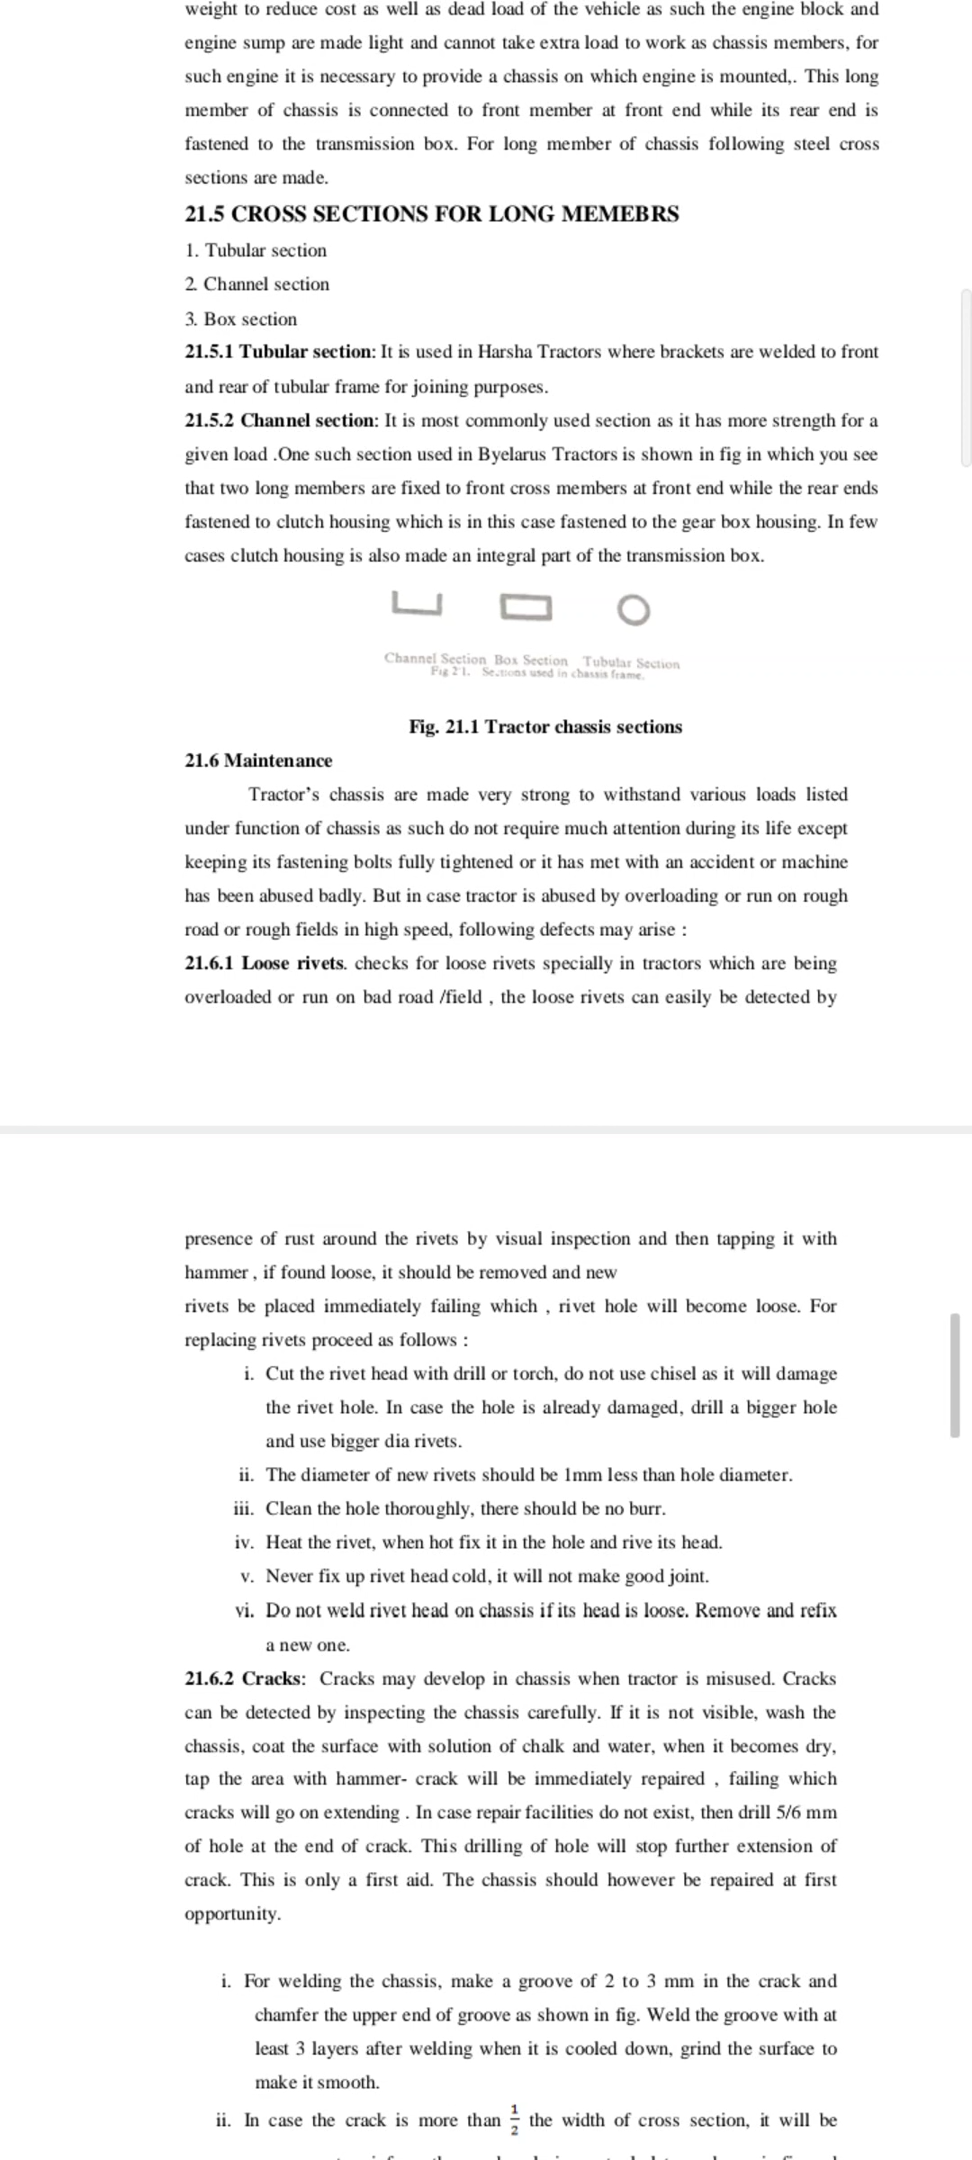 weight to reduce cost as well as dead load of the vehicle as such the engine block and
engine sump are made light and cannot take extra load to work as chassis members, for
such engine it is necessary to provide a chassis on which engine is mounted,. This long
member of chassis is connected to front member at front end while its rear end is
fastened to the transmission box. For long member of chassis following steel cross
sections are made.
21.5 CROSS SECTIONS FOR LONG MEMEBRS
1. Tubular section
2. Channel section
3. Box section
21.5.1 Tubular section: It is used in Harsha Tractors where brackets are welded to front
and rear of tubular frame for joining purposes.
21.5.2 Channel section: It is most commonly used section as it has more strength for a
given load .One such section used in Byelarus Tractors is shown in fig in which you see
that two long members are fixed to front cross members at front end while the rear ends
fastened to clutch housing which is in this case fastened to the gear box housing. In few
cases clutch housing is also made an integral part of the transmission box.
Channel Section Box Section Tubular Section
Fig 2'1. Sections used in chassis frame.
Fig. 21.1 Tractor chassis sections
21.6 Maintenance
Tractor's chassis are made very strong to withstand various loads listed
under function of chassis as such do not require much attention during its life except
keeping its fastening bolts fully tightened or it has met with an accident or machine
has been abused badly. But in case tractor is abused by overloading or run on rough
road or rough fields in high speed, following defects may arise :
21.6.1 Loose rivets. checks for loose rivets specially in tractors which are being
overloaded or run on bad road /field , the loose rivets can easily be detected by
presence of rust around the rivets by visual inspection and then tapping it with
hammer , if found loose, it should be removed and new
rivets be placed immediately failing which , rivet hole will become loose. For
replacing rivets proceed as follows :
i. Cut the rivet head with drill or torch, do not use chisel as it will damage
the rivet hole. In case the hole is already damaged, drill a bigger hole
and use bigger dia rivets.
ii. The diameter of new rivets should be 1mm less than hole diameter.
iii. Clean the hole thoroughly, there should be no burr.
iv. Heat the rivet, when hot fix it in the hole and rive its head.
v. Never fix up rivet head cold, it will not make good joint.
vi. Do not weld rivet head on chassis if its head is loose. Remove and refix
a new one.
21.6.2 Cracks: Cracks may develop in chassis when tractor is misused. Cracks
can be detected by inspecting the chassis carefully. If it is not visible, wash the
chassis, coat the surface with solution of chalk and water, when it becomes dry,
tap the area with hammer- crack will be immediately repaired , failing which
cracks will go on extending . In case repair facilities do not exist, then drill 5/6 mm
of hole at the end of crack. This drilling of hole will stop further extension of
crack. This is only a first aid. The chassis should however be repaired at first
opportunity.
i. For welding the chassis, make a groove of 2 to 3 mm in the crack and
chamfer the upper end of groove as shown in fig. Weld the groove with at
least 3 layers after welding when it is cooled down, grind the surface to
make it smooth.
ii. In case the crack is more than 1/2 the width of cross section, it will be